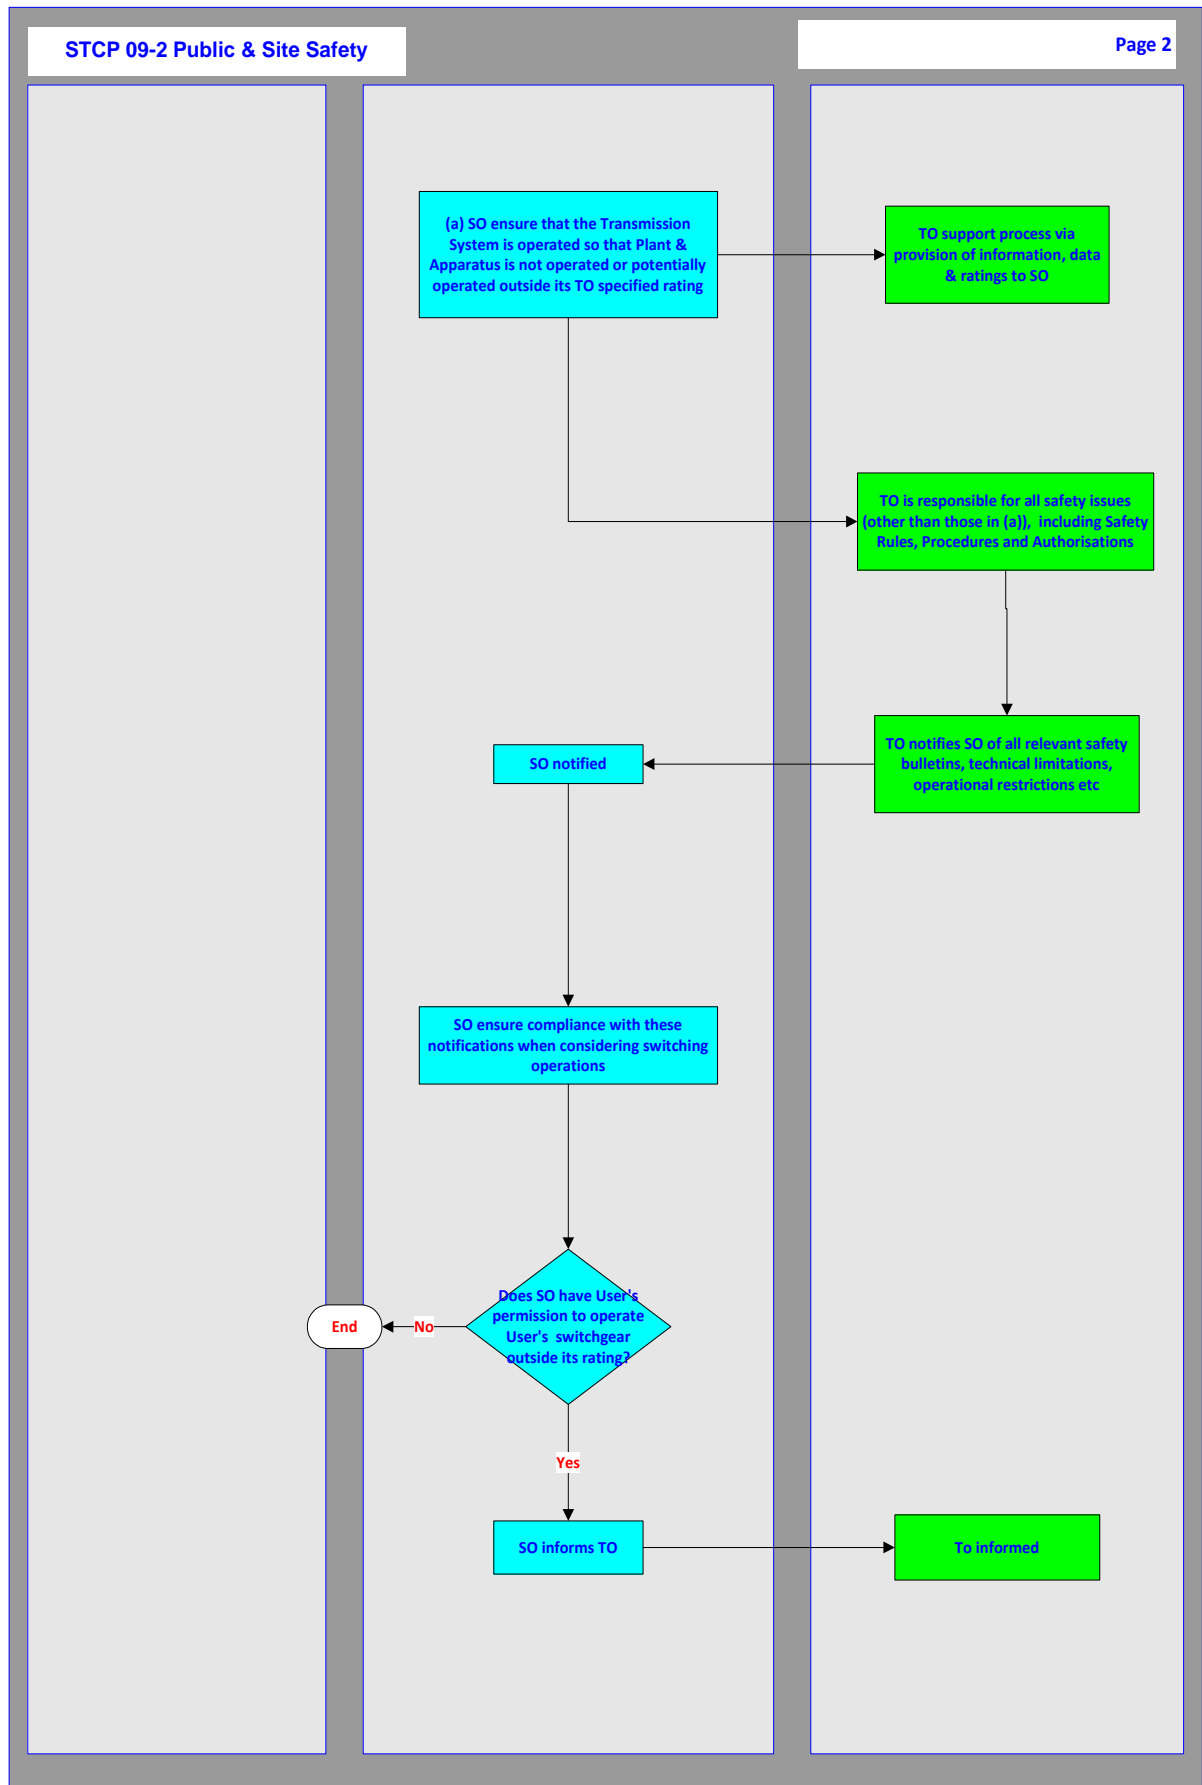 STCP 09-2 Public & Site Safety
Page 2
(a) SO ensure that the Transmission
System is operated so that Plant &
Apparatus is not operated or potentially
operated outside its TO specified rating
TO support process via
provision of information, data
& ratings to SO
TO is responsible for all safety issues
(other than those in (a)), including Safety
Rules, Procedures and Authorisations
TO notifies SO of all relevant safety
bulletins, technical limitations,
operational restrictions etc
SO notified
SO ensure compliance with these
notifications when considering switching
operations
Does SO have User's
permission to operate
User's switchgear
outside its rating?
No
End
Yes
SO informs TO
To informed